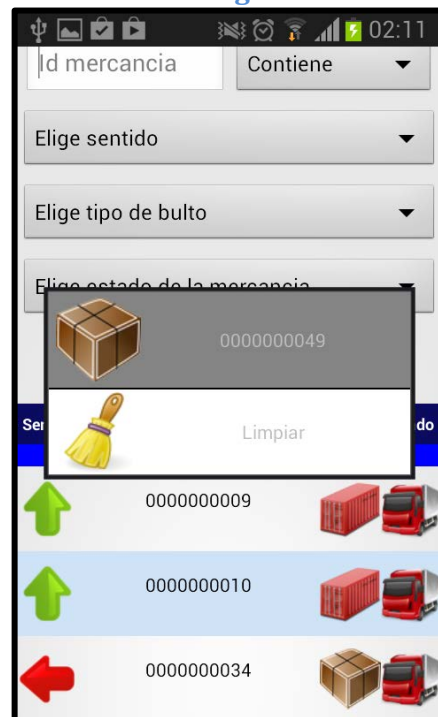 02:11
Id mercancia
Contiene
Elige sentido
Elige tipo de bulto
Elige estado de la mercancia
0000000049
Limpiar
0000000009
0000000010
0000000034